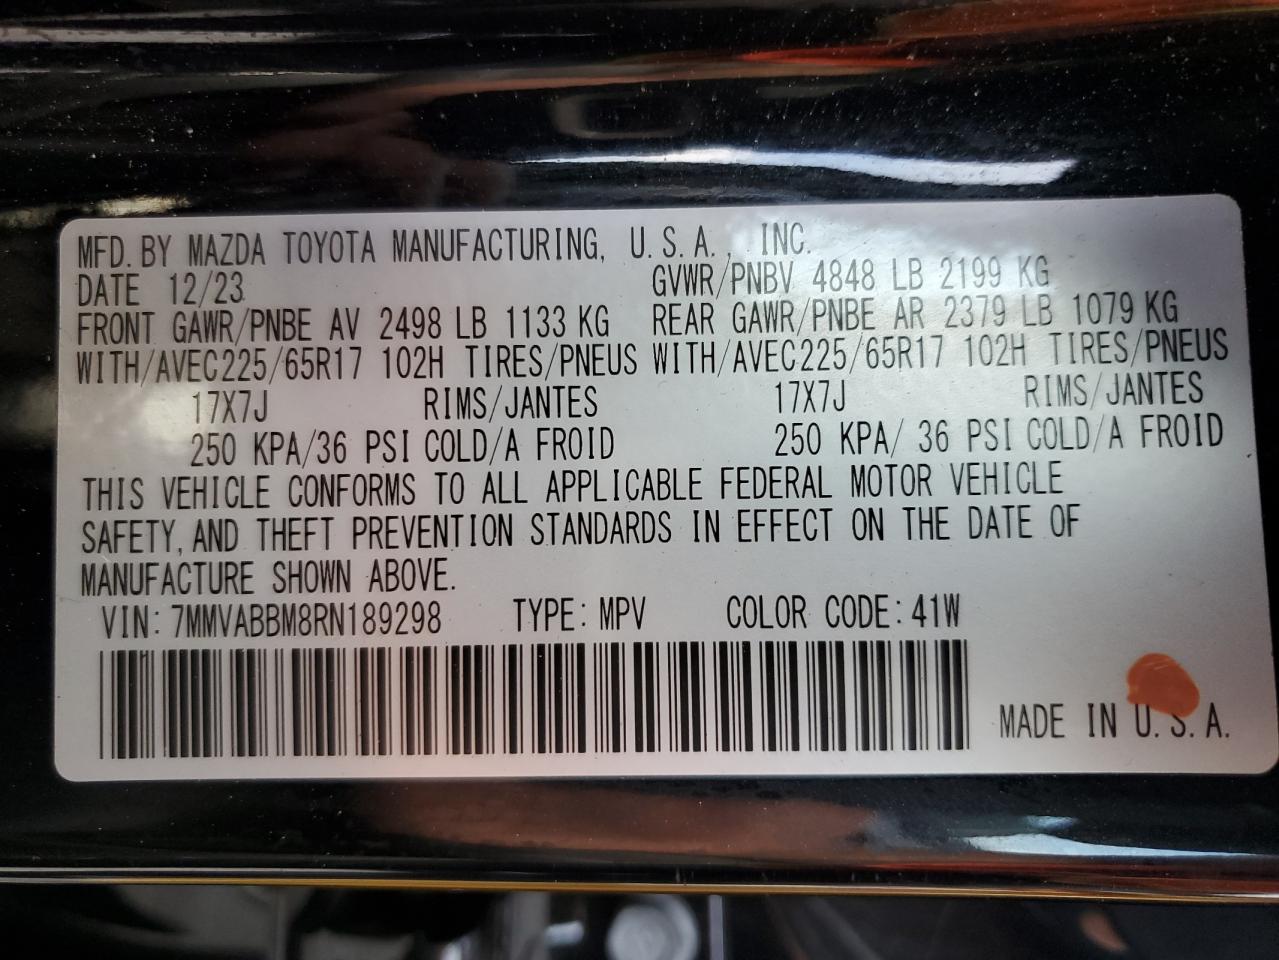 MFD. BY MAZDA TOYOTA MANUFACTURING, U.S.A., INC.
DATE 12/23 GVWR/PNBV 4848 LB 2199 KG
FRONT GAWR/PNBE AV 2498 LB 1133 KG REAR GAWR/PNBE AR 2379 LB 1079 KG
WITH/AVEC225/65R17 102H TIRES/PNEUS WITH/AVEC225/65R17 102H TIRES/PNEUS
17X7J RIMS/JANTES 17X7J RIMS/JANTES
250 KPA/36 PSI COLD/A FROID 250 KPA/ 36 PSI COLD/A FROID
THIS VEHICLE CONFORMS TO ALL APPLICABLE FEDERAL MOTOR VEHICLE
SAFETY, AND THEFT PREVENTION STANDARDS IN EFFECT ON THE DATE OF
MANUFACTURE SHOWN ABOVE.
VIN: 7MMVABBM8RN189298 TYPE: MPV COLOR CODE: 41W
MADE IN U.S.A.